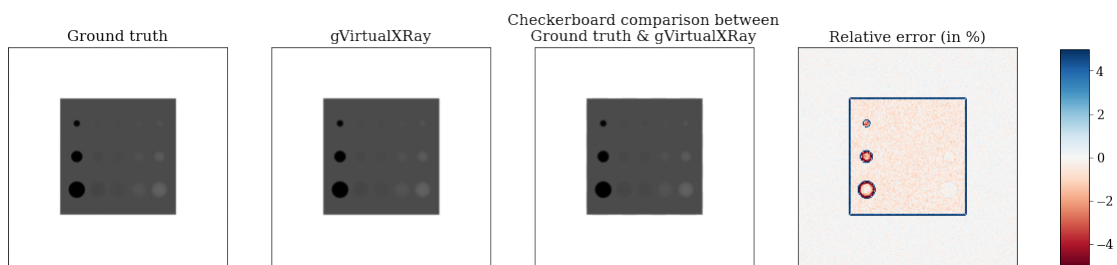 Ground truth
gVirtualXRay
Checkerboard comparison between
Ground truth & gVirtualXRay
Relative error (in %)
4
2
0
−2
−4